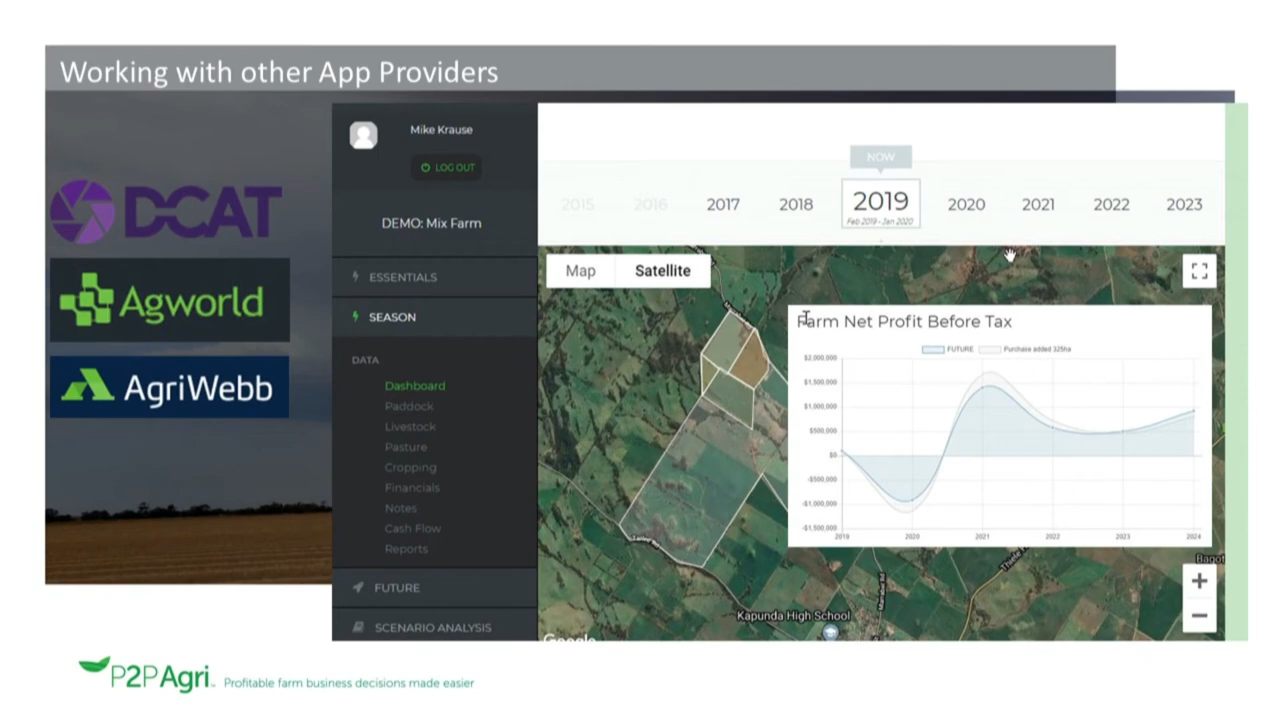 Working with other App Providers
DCAT
Agworld
AgriWebb
Mike Krause
LOG OUT
DEMO: Mix Farm
ESSENTIALS
SEASON
DATA
Dashboard
Paddock
Livestock
Pasture
Cropping
Financials
Notes
Cash Flow
Reports
FUTURE
SCENARIO ANALYSIS
NOW
2015 2016 2017 2018 2019 2020 2021 2022 2023
Feb 2019 - Jan 2020
Map Satellite
Farm Net Profit Before Tax
FUTURE Purchase added 325ha
$2,000,000
$1,500,000
$1,000,000
$500,000
$0
-$500,000
-$1,000,000
-$1,500,000
2019 2020 2021 2022 2023 2024
Kapunda High School
Google
P2PAgri
Profitable farm business decisions made easier